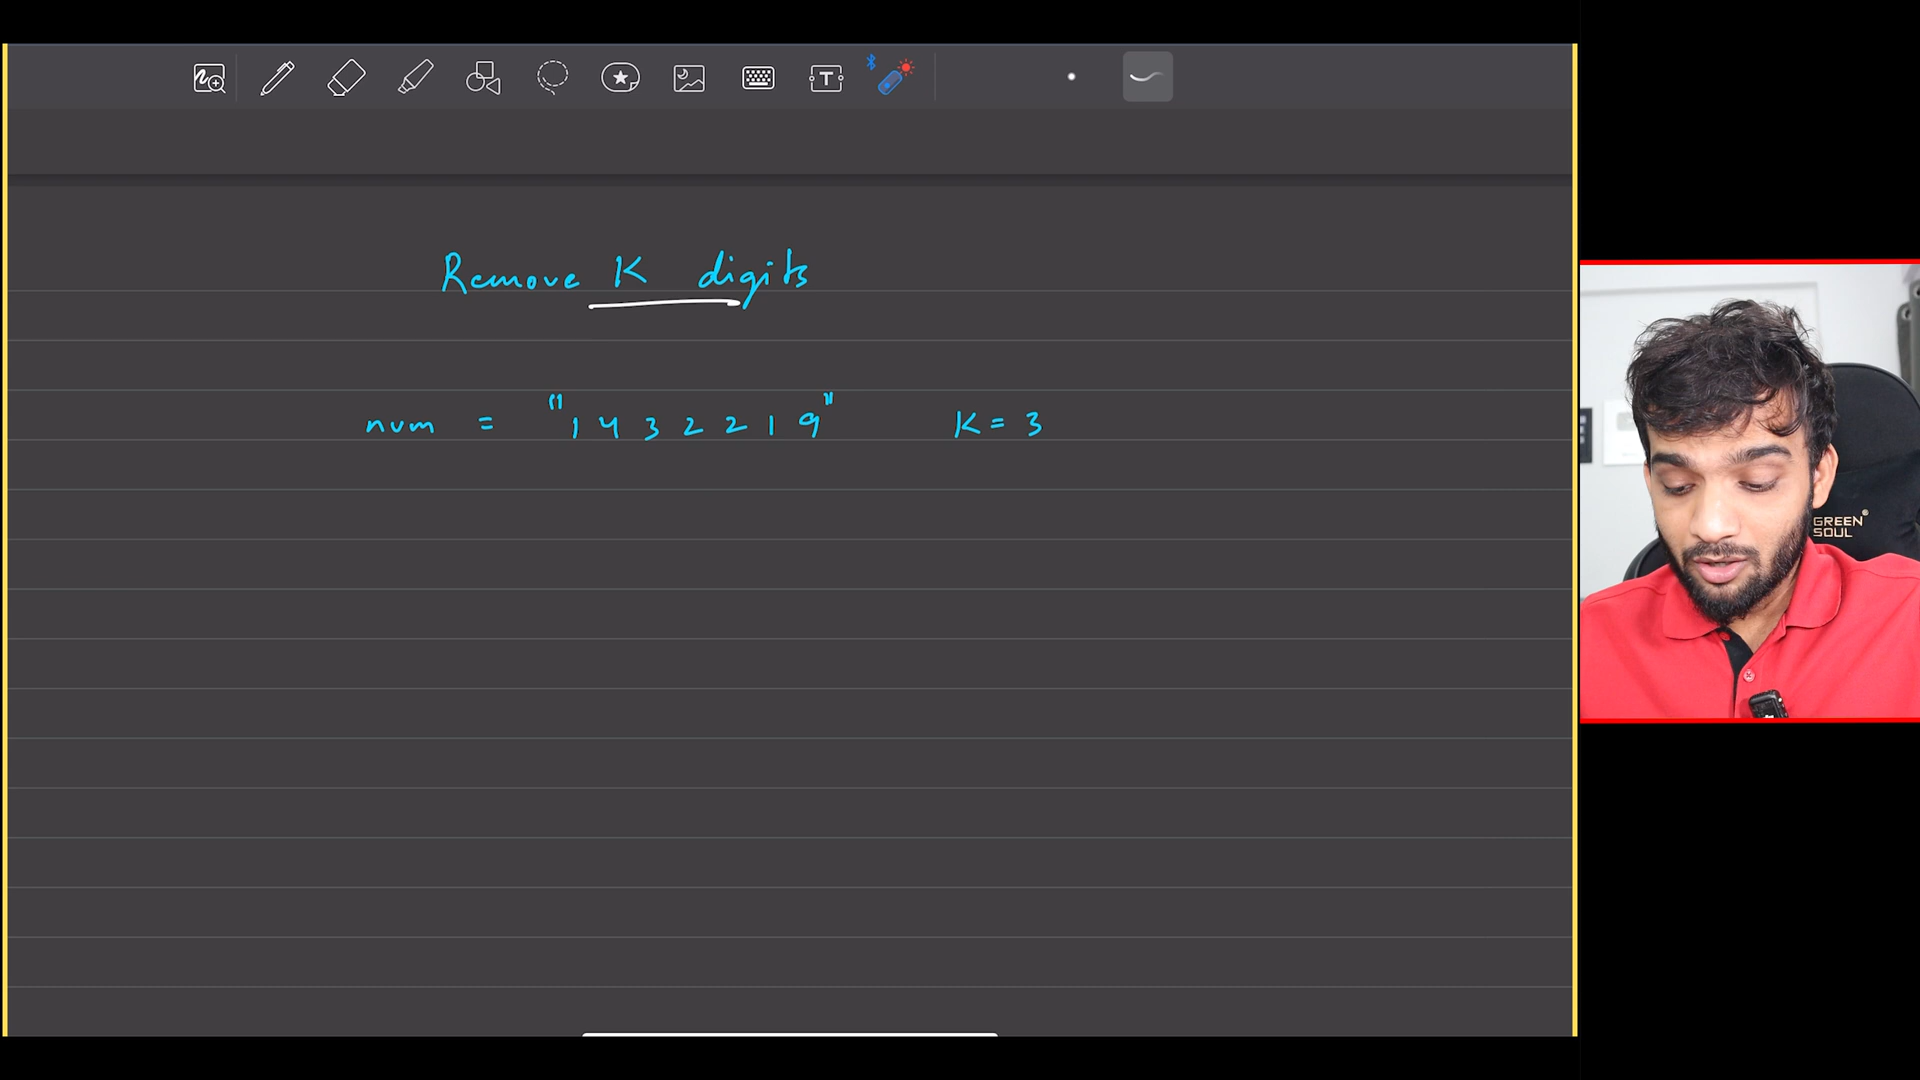 Remove K digits
num = "1432219" K = 3
GREEN SOUL